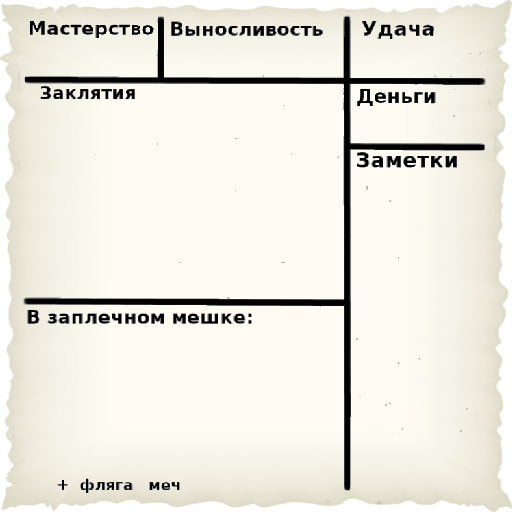 Мастерство Выносливость Удача
Заклятия
Деньги
Заметки
В заплечном мешке:
+ фляга меч